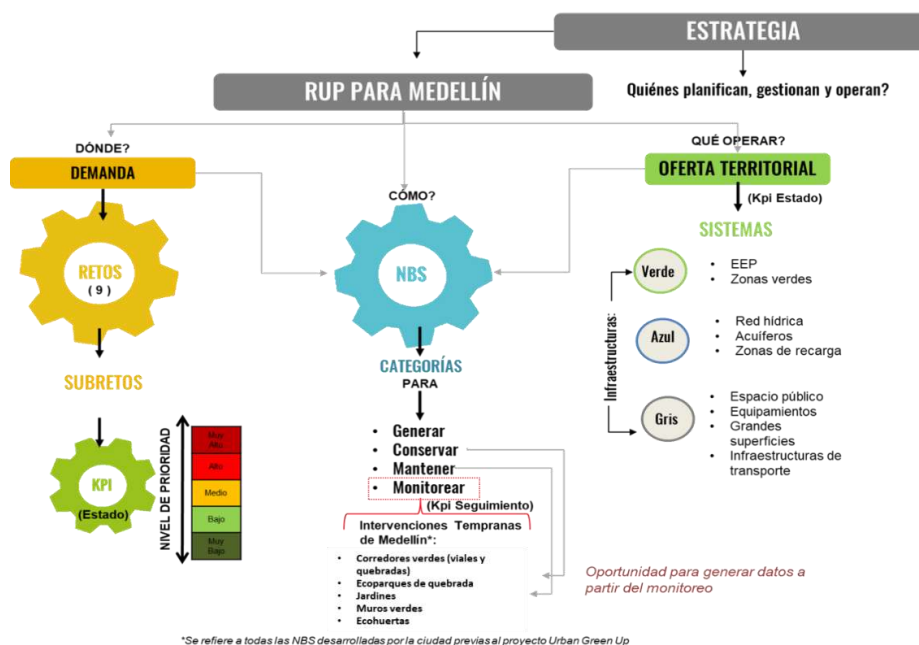 ESTRATEGIA
RUP PARA MEDELLÍN
Quiénes planifican, gestionan y operan?
DÓNDE?
DEMANDA
RETOS
( 9 )
SUBRETOS
KPI
(Estado)
NIVEL DE PRIORIDAD
Muy
Alto
Alto
Medio
Bajo
Muy
Bajo
CÓMO?
NBS
CATEGORÍAS
PARA
• Generar
• Conservar
• Mantener
• Monitorear
(Kpi Seguimiento)
Intervenciones Tempranas
de Medellín*:
• Corredores verdes (viales y
quebradas)
• Ecoparques de quebrada
• Jardines
• Muros verdes
• Ecohuertas
QUÉ OPERAR?
OFERTA TERRITORIAL
(Kpi Estado)
SISTEMAS
Infraestructuras:
Verde
• EEP
• Zonas verdes
Azul
• Red hídrica
• Acuíferos
• Zonas de recarga
Gris
• Espacio público
• Equipamientos
• Grandes
superficies
• Infraestructuras de
transporte
Oportunidad para generar datos a
partir del monitoreo
*Se refiere a todas las NBS desarrolladas por la ciudad previas al proyecto Urban Green Up